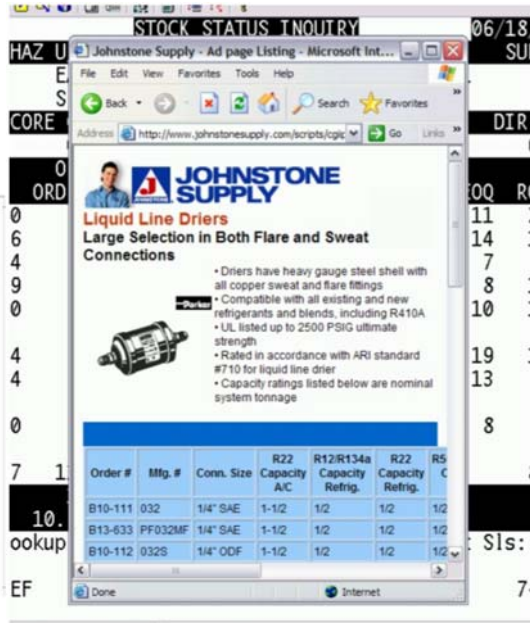 STOCK STATUS INQUIRY 06/18/
HAZ U
Johnstone Supply - Ad page Listing - Microsoft Int...
SU
File Edit View Favorites Tools Help
E
S
Back Search Favorites »
CORE
DIR
Address http://www.johnstonesupply.com/scripts/cgic Go Links »
O
ORD
EOQ R
JOHNSTONE
SUPPLY
Liquid Line Driers
Large Selection in Both Flare and Sweat
Connections
• Driers have heavy gauge steel shell with
all copper sweat and flare fittings
Parker
• Compatible with all existing and new
refrigerants and blends, including R410A
• UL listed up to 2500 PSIG ultimate
strength
• Rated in accordance with ARI standard
#710 for liquid line drier
• Capacity ratings listed below are nominal
system tonnage
0 11
6 14
4 7
9 8
0 10
4 19
4 13
0 8
7 1
Order # Mfg. # Conn. Size R22 Capacity A/C R12/R134a Capacity Refrig. R22 Capacity Refrig. R5
B10-111 032 1/4" SAE 1-1/2 1/2 1/2 1/2
B13-633 PF032MF 1/4" SAE 1-1/2 1/2 1/2 1/2
B10-112 032S 1/4" ODF 1-1/2 1/2 1/2 1/2
10.
ookup
Sls:
EF
7
Done Internet